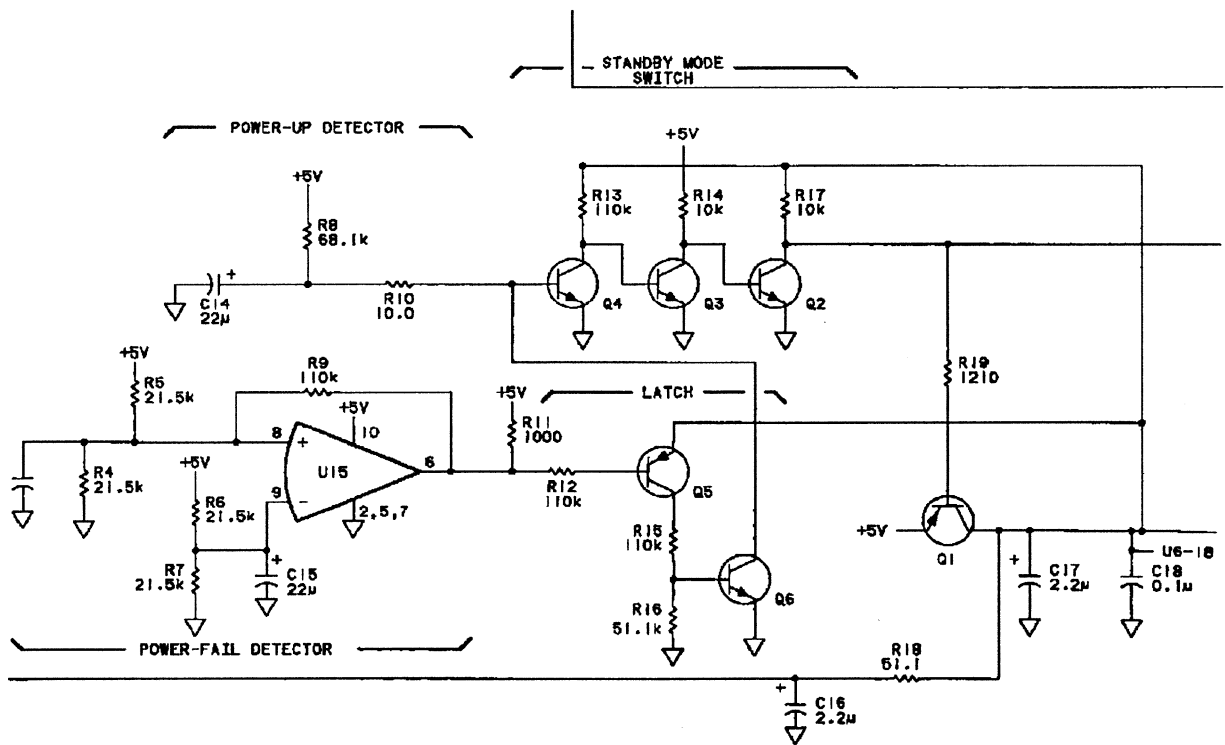 STANDBY MODE
SWITCH
POWER-UP DETECTOR
+5V
+5V
R13
110k
R14
10k
R17
10k
R8
68.1k
+
C14
22µ
R10
10.0
Q4
Q3
Q2
+5V
R5
21.5k
R9
110k
+5V
LATCH
R19
1210
+5V
10
R11
1000
8
+
U15
6
R4
21.5k
+5V
R6
21.5k
9
-
2,5,7
R12
110k
Q5
R7
21.5k
+
C15
22µ
R15
110k
+5V
Q1
U6-18
Q6
+
C17
2.2µ
C18
0.1µ
R16
51.1k
POWER-FAIL DETECTOR
R18
51.1
+
C16
2.2µ